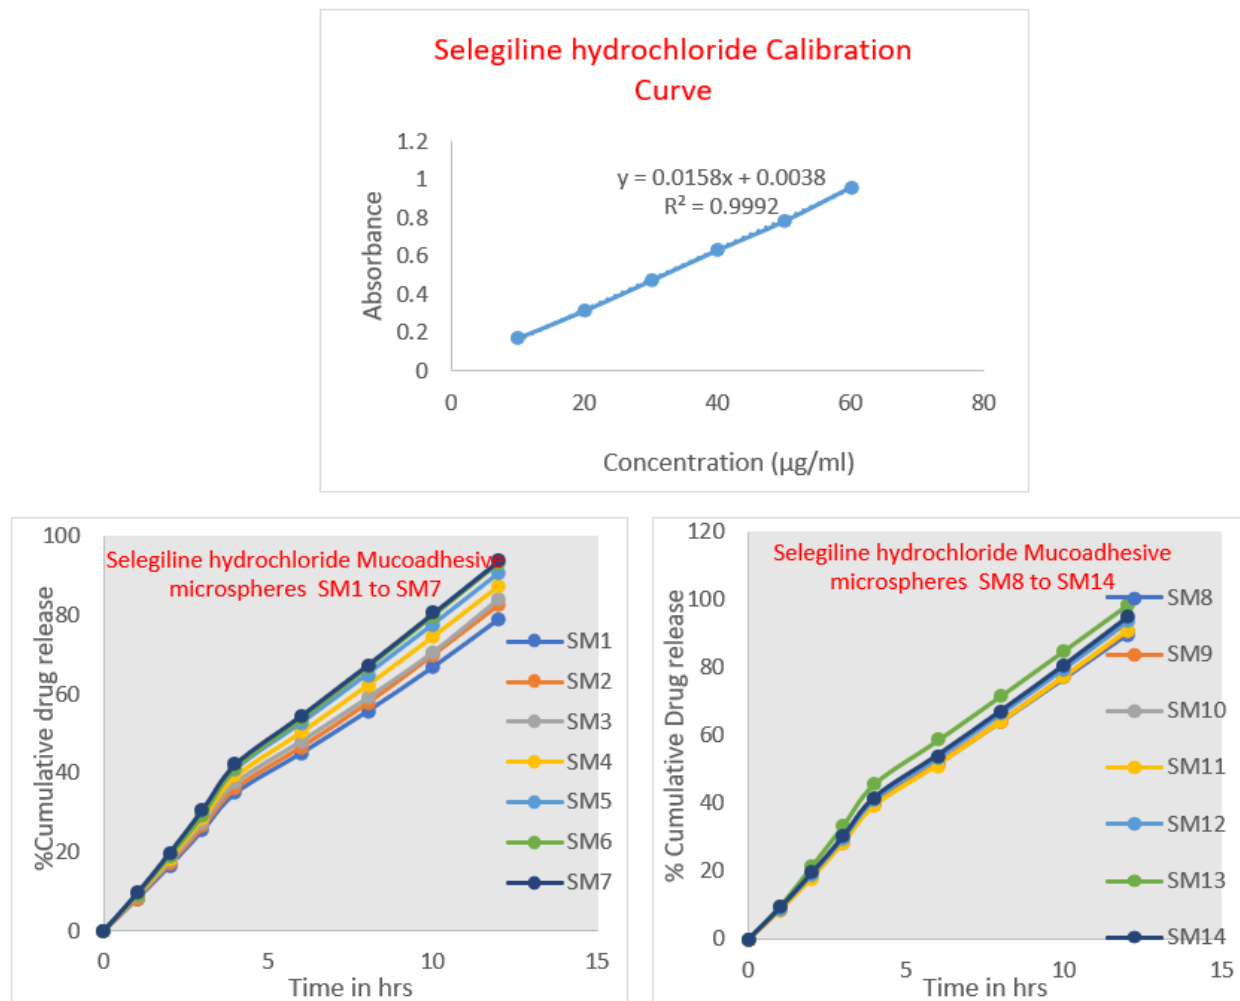 Selegiline hydrochloride Calibration
Curve
1.2
1
0.8
0.6
0.4
0.2
0
Absorbance
y = 0.0158x + 0.0038
R² = 0.9992
0 20 40 60 80
Concentration (µg/ml)
100
80
60
40
20
0
%Cumulative drug release
Selegiline hydrochloride Mucoadhesive
microspheres SM1 to SM7
SM1
SM2
SM3
SM4
SM5
SM6
SM7
0 5 10 15
Time in hrs
120
100
80
60
40
20
0
% Cumulative Drug release
Selegiline hydrochloride Mucoadhesive
microspheres SM8 to SM14
SM8
SM9
SM10
SM11
SM12
SM13
SM14
0 5 10 15
Time in hrs